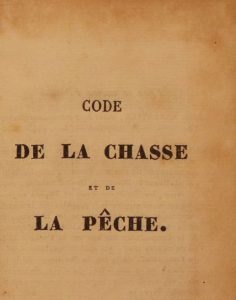 CODE
DE LA CHASSE
ET DE
LA PÊCHE.